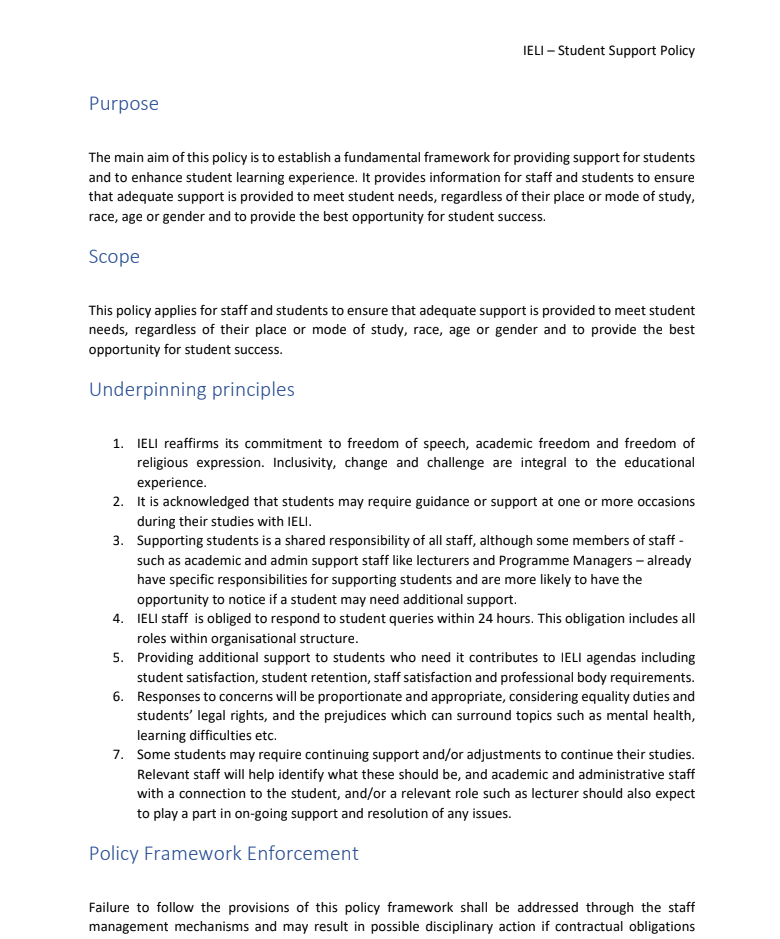 IELI – Student Support Policy
Purpose
The main aim of this policy is to establish a fundamental framework for providing support for students
and to enhance student learning experience. It provides information for staff and students to ensure
that adequate support is provided to meet student needs, regardless of their place or mode of study,
race, age or gender and to provide the best opportunity for student success.
Scope
This policy applies for staff and students to ensure that adequate support is provided to meet student
needs, regardless of their place or mode of study, race, age or gender and to provide the best
opportunity for student success.
Underpinning principles
1. IELI reaffirms its commitment to freedom of speech, academic freedom and freedom of
religious expression. Inclusivity, change and challenge are integral to the educational
experience.
2. It is acknowledged that students may require guidance or support at one or more occasions
during their studies with IELI.
3. Supporting students is a shared responsibility of all staff, although some members of staff -
such as academic and admin support staff like lecturers and Programme Managers – already
have specific responsibilities for supporting students and are more likely to have the
opportunity to notice if a student may need additional support.
4. IELI staff  is obliged to respond to student queries within 24 hours. This obligation includes all
roles within organisational structure.
5. Providing additional support to students who need it contributes to IELI agendas including
student satisfaction, student retention, staff satisfaction and professional body requirements.
6. Responses to concerns will be proportionate and appropriate, considering equality duties and
students’ legal rights, and the prejudices which can surround topics such as mental health,
learning difficulties etc.
7. Some students may require continuing support and/or adjustments to continue their studies.
Relevant staff will help identify what these should be, and academic and administrative staff
with a connection to the student, and/or a relevant role such as lecturer should also expect
to play a part in on-going support and resolution of any issues.
Policy Framework Enforcement
Failure to follow the provisions of this policy framework shall be addressed through the staff
management mechanisms and may result in possible disciplinary action if contractual obligations